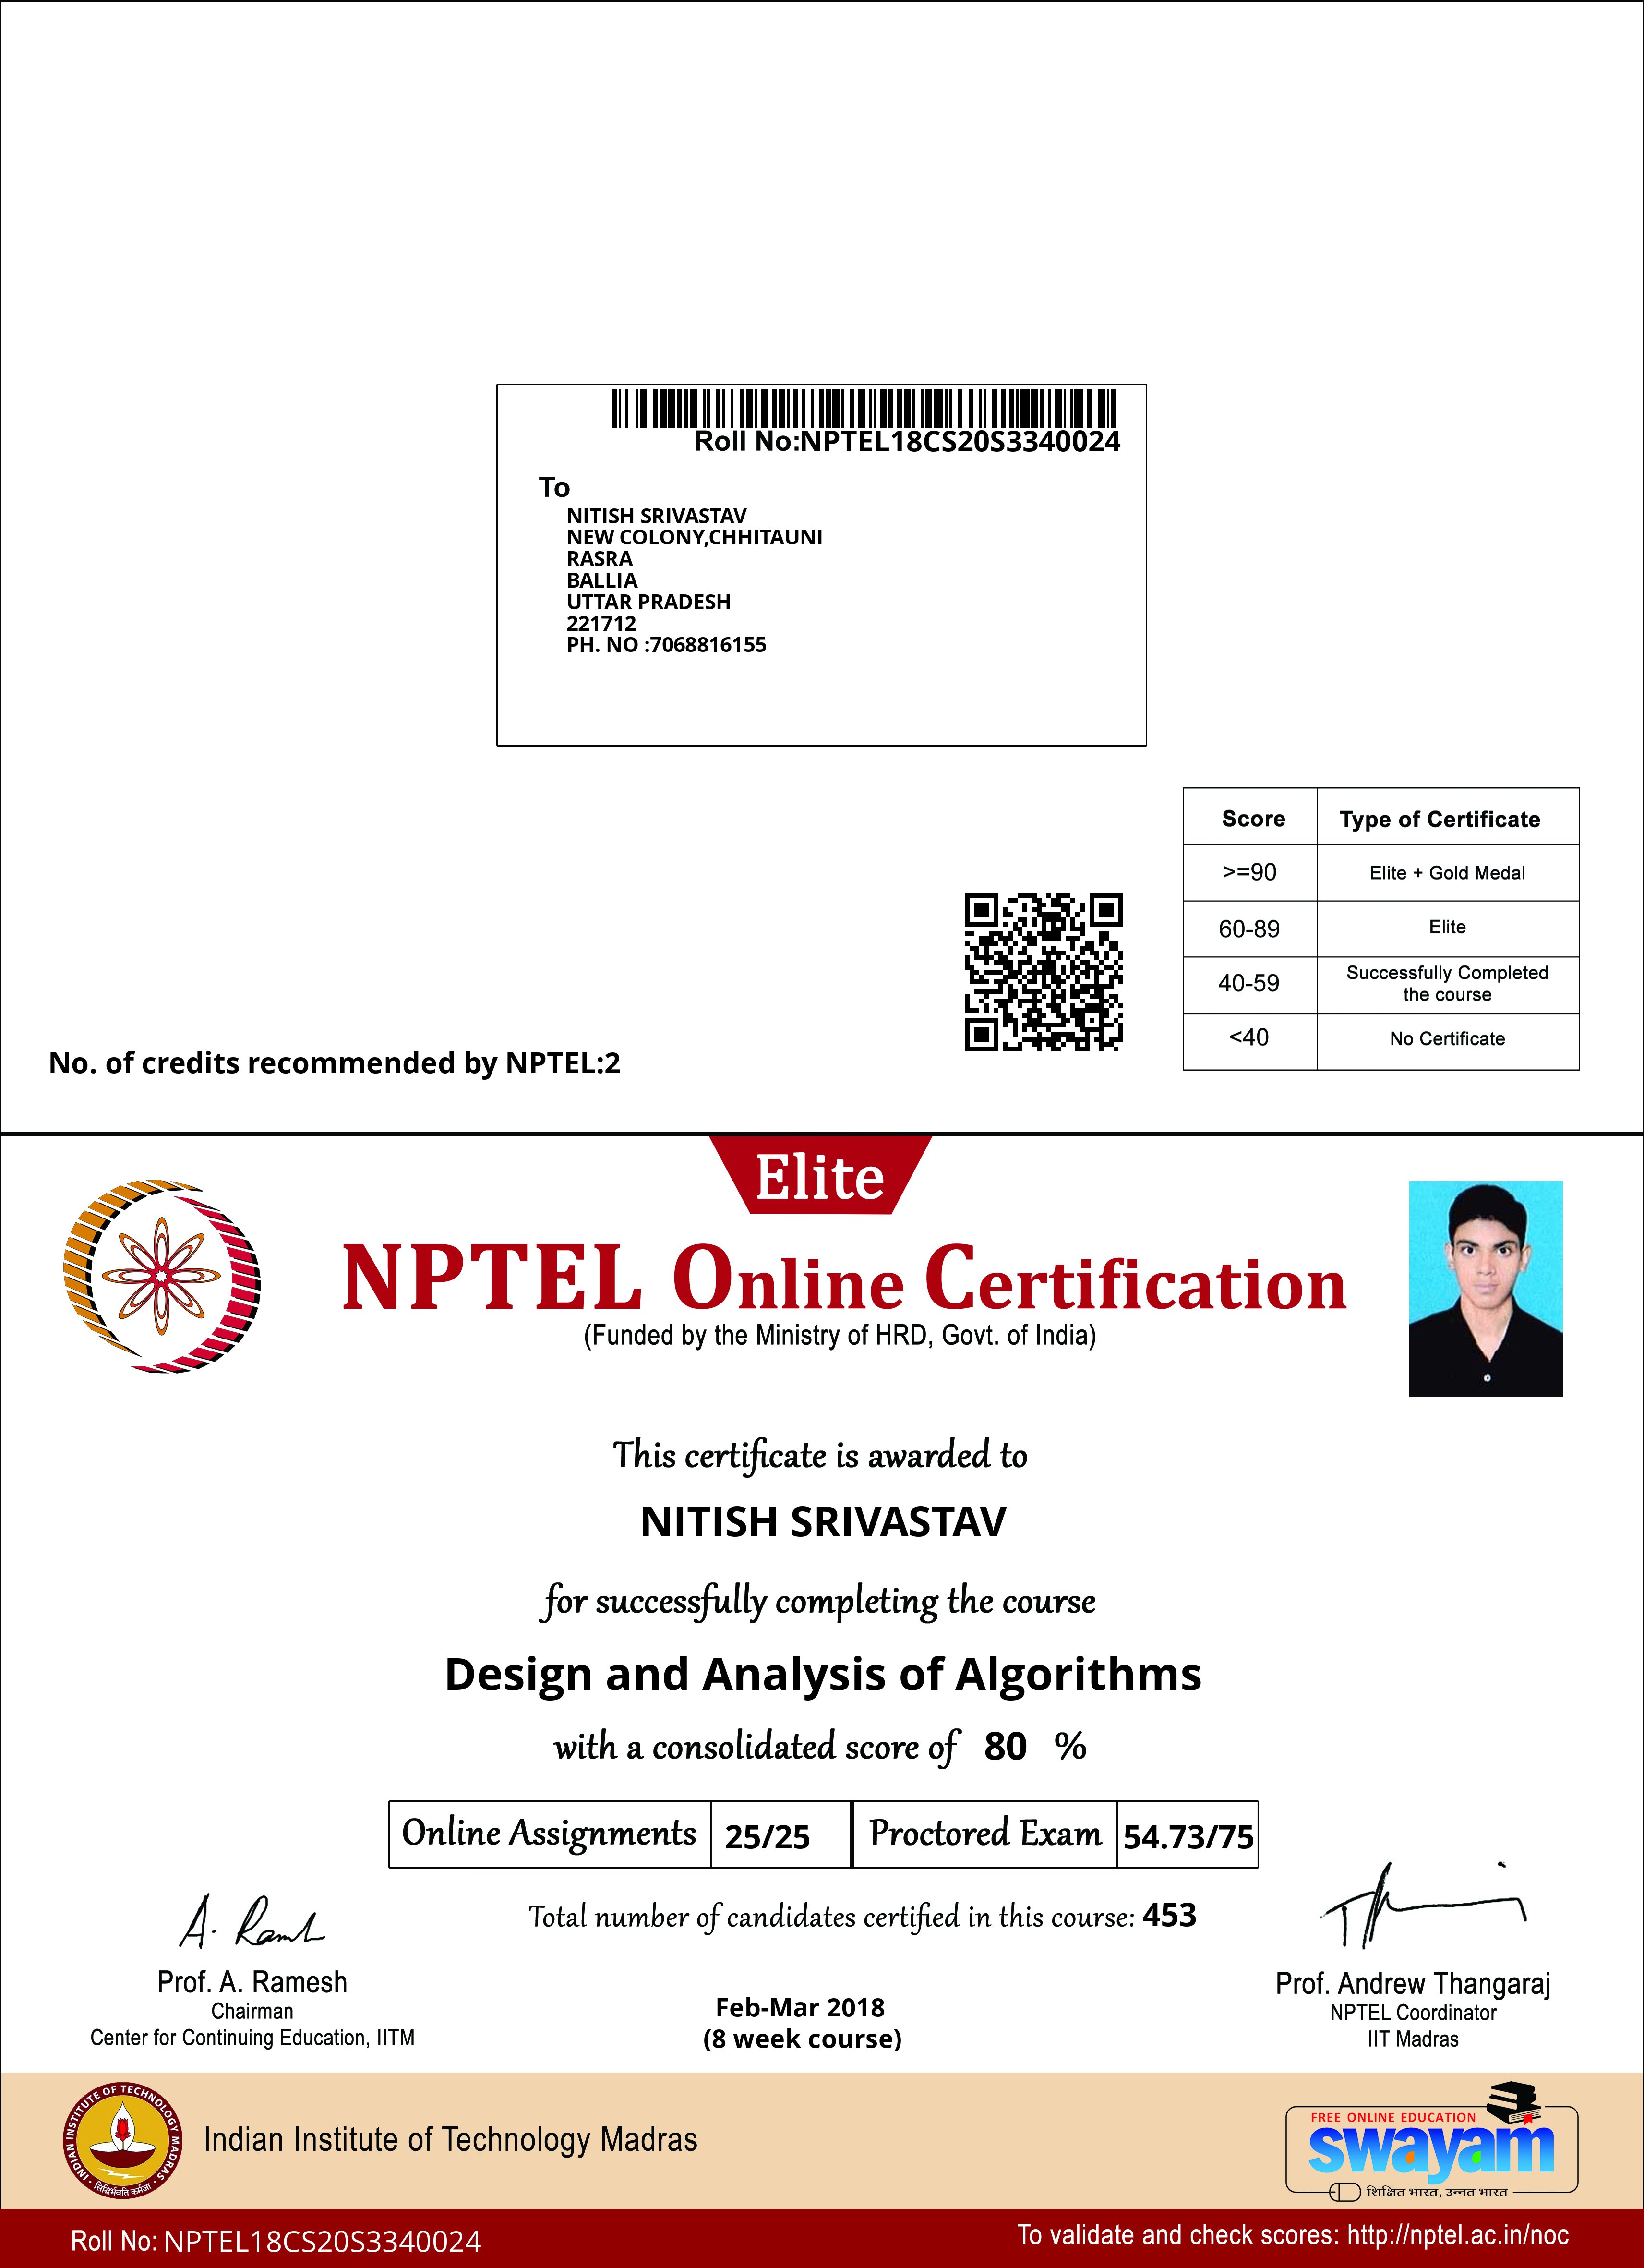 Roll No:NPTEL18CS20S3340024
To
NITISH SRIVASTAV
NEW COLONY,CHHITAUNI
RASRA
BALLIA
UTTAR PRADESH
221712
PH. NO :7068816155
Score Type of Certificate
>=90 Elite + Gold Medal
60-89 Elite
40-59 Successfully Completed
the course
<40 No Certificate
No. of credits recommended by NPTEL:2
Elite
NPTEL Online Certification
(Funded by the Ministry of HRD, Govt. of India)
This certificate is awarded to
NITISH SRIVASTAV
for successfully completing the course
Design and Analysis of Algorithms
with a consolidated score of 80 %
Online Assignments 25/25 Proctored Exam 54.73/75
Total number of candidates certified in this course: 453
A. Ramesh
Prof. A. Ramesh
Chairman
Center for Continuing Education, IITM
Feb-Mar 2018
(8 week course)
Prof. Andrew Thangaraj
NPTEL Coordinator
IIT Madras
INDIAN INSTITUTE OF TECHNOLOGY MADRAS
सिद्धिर्भवति कर्मजा
Indian Institute of Technology Madras
FREE ONLINE EDUCATION
swayam
शिक्षित भारत, उन्नत भारत
Roll No: NPTEL18CS20S3340024
To validate and check scores: http://nptel.ac.in/noc